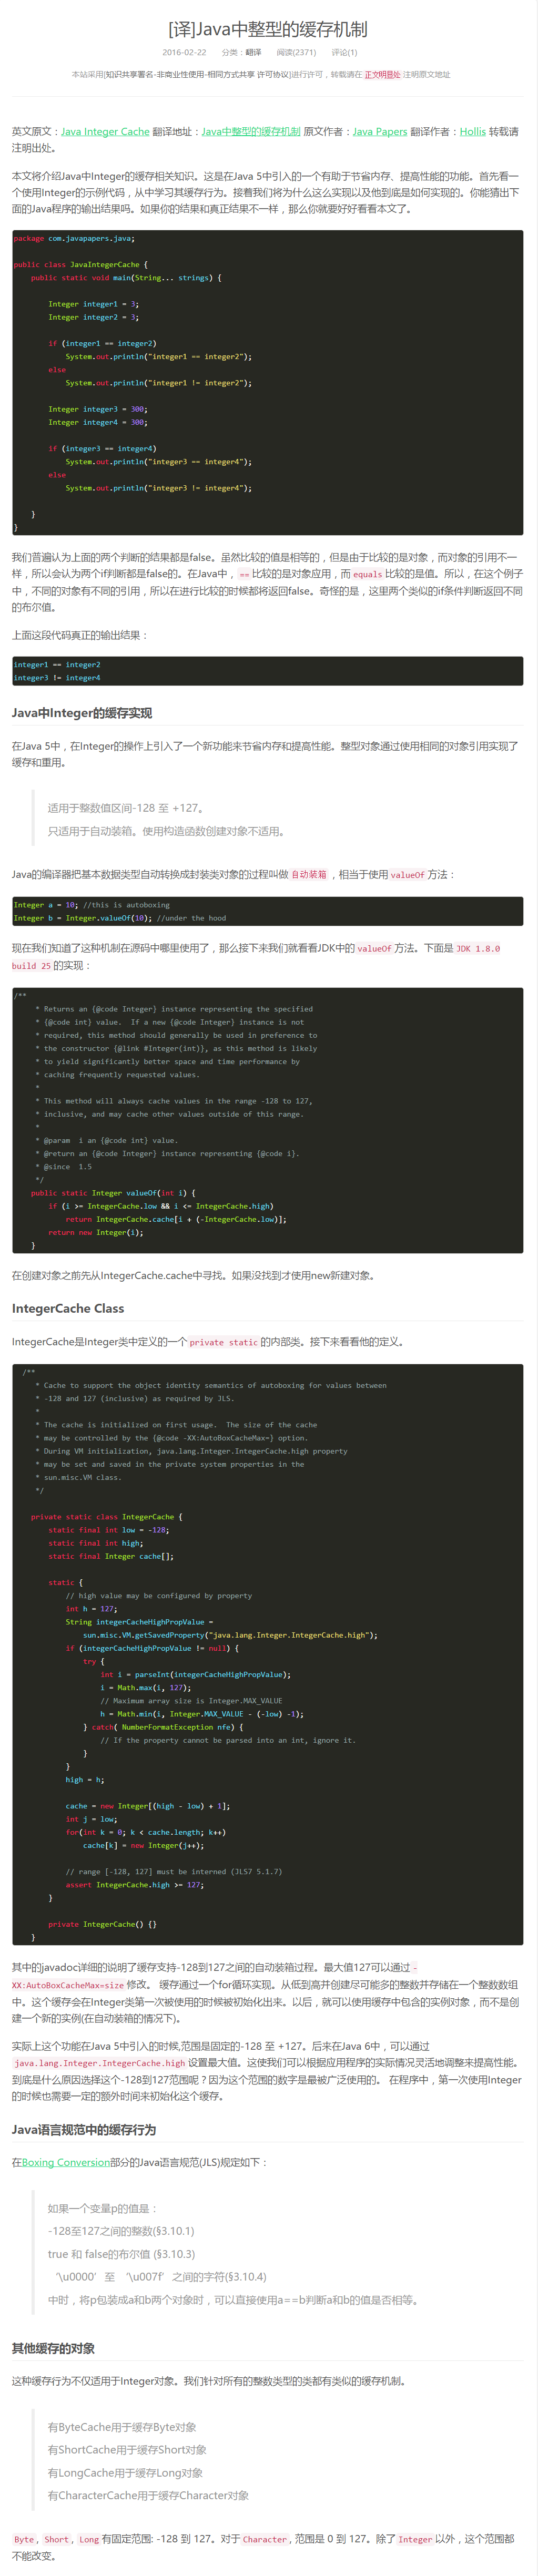 [译]Java中整型的缓存机制
2016-02-22 分类：翻译 阅读(2371) 评论(1)
本站采用[知识共享署名-非商业性使用-相同方式共享 许可协议]进行许可，转载请在 正文明显处 注明原文地址
英文原文：Java Integer Cache 翻译地址：Java中整型的缓存机制 原文作者：Java Papers 翻译作者：Hollis 转载请
注明出处。
本文将介绍Java中Integer的缓存相关知识。这是在Java 5中引入的一个有助于节省内存、提高性能的功能。首先看一
个使用Integer的示例代码，从中学习其缓存行为。接着我们将为什么这么实现以及他到底是如何实现的。你能猜出下
面的Java程序的输出结果吗。如果你的结果和真正结果不一样，那么你就要好好看看本文了。
package com.javapapers.java;
public class JavaIntegerCache {
    public static void main(String... strings) {
        Integer integer1 = 3;
        Integer integer2 = 3;
        if (integer1 == integer2)
            System.out.println("integer1 == integer2");
        else
            System.out.println("integer1 != integer2");
        Integer integer3 = 300;
        Integer integer4 = 300;
        if (integer3 == integer4)
            System.out.println("integer3 == integer4");
        else
            System.out.println("integer3 != integer4");
    }
}
我们普遍认为上面的两个判断的结果都是false。虽然比较的值是相等的，但是由于比较的是对象，而对象的引用不一
样，所以会认为两个if判断都是false的。在Java中，==比较的是对象应用，而equals比较的是值。所以，在这个例子
中，不同的对象有不同的引用，所以在进行比较的时候都将返回false。奇怪的是，这里两个类似的if条件判断返回不同
的布尔值。
上面这段代码真正的输出结果：
integer1 == integer2
integer3 != integer4
Java中Integer的缓存实现
在Java 5中，在Integer的操作上引入了一个新功能来节省内存和提高性能。整型对象通过使用相同的对象引用实现了
缓存和重用。
适用于整数值区间-128 至 +127。
只适用于自动装箱。使用构造函数创建对象不适用。
Java的编译器把基本数据类型自动转换成封装类对象的过程叫做自动装箱，相当于使用valueOf方法：
Integer a = 10; //this is autoboxing
Integer b = Integer.valueOf(10); //under the hood
现在我们知道了这种机制在源码中哪里使用了，那么接下来我们就看看JDK中的valueOf方法。下面是JDK 1.8.0
build 25的实现：
/**
     * Returns an {@code Integer} instance representing the specified
     * {@code int} value.  If a new {@code Integer} instance is not
     * required, this method should generally be used in preference to
     * the constructor {@link #Integer(int)}, as this method is likely
     * to yield significantly better space and time performance by
     * caching frequently requested values.
     *
     * This method will always cache values in the range -128 to 127,
     * inclusive, and may cache other values outside of this range.
     *
     * @param  i an {@code int} value.
     * @return an {@code Integer} instance representing {@code i}.
     * @since  1.5
     */
    public static Integer valueOf(int i) {
        if (i >= IntegerCache.low && i <= IntegerCache.high)
            return IntegerCache.cache[i + (-IntegerCache.low)];
        return new Integer(i);
    }
在创建对象之前先从IntegerCache.cache中寻找。如果没找到才使用new新建对象。
IntegerCache Class
IntegerCache是Integer类中定义的一个private static的内部类。接下来看看他的定义。
  /**
     * Cache to support the object identity semantics of autoboxing for values between
     * -128 and 127 (inclusive) as required by JLS.
     *
     * The cache is initialized on first usage.  The size of the cache
     * may be controlled by the {@code -XX:AutoBoxCacheMax=} option.
     * During VM initialization, java.lang.Integer.IntegerCache.high property
     * may be set and saved in the private system properties in the
     * sun.misc.VM class.
     */
    private static class IntegerCache {
        static final int low = -128;
        static final int high;
        static final Integer cache[];
        static {
            // high value may be configured by property
            int h = 127;
            String integerCacheHighPropValue =
                sun.misc.VM.getSavedProperty("java.lang.Integer.IntegerCache.high");
            if (integerCacheHighPropValue != null) {
                try {
                    int i = parseInt(integerCacheHighPropValue);
                    i = Math.max(i, 127);
                    // Maximum array size is Integer.MAX_VALUE
                    h = Math.min(i, Integer.MAX_VALUE - (-low) -1);
                } catch( NumberFormatException nfe) {
                    // If the property cannot be parsed into an int, ignore it.
                }
            }
            high = h;
            cache = new Integer[(high - low) + 1];
            int j = low;
            for(int k = 0; k < cache.length; k++)
                cache[k] = new Integer(j++);
            // range [-128, 127] must be interned (JLS7 5.1.7)
            assert IntegerCache.high >= 127;
        }
        private IntegerCache() {}
    }
其中的javadoc详细的说明了缓存支持-128到127之间的自动装箱过程。最大值127可以通过-
XX:AutoBoxCacheMax=size修改。 缓存通过一个for循环实现。从低到高并创建尽可能多的整数并存储在一个整数数组
中。这个缓存会在Integer类第一次被使用的时候被初始化出来。以后，就可以使用缓存中包含的实例对象，而不是创
建一个新的实例(在自动装箱的情况下)。
实际上这个功能在Java 5中引入的时候,范围是固定的-128 至 +127。后来在Java 6中，可以通过
java.lang.Integer.IntegerCache.high设置最大值。这使我们可以根据应用程序的实际情况灵活地调整来提高性能。
到底是什么原因选择这个-128到127范围呢？因为这个范围的数字是最被广泛使用的。 在程序中，第一次使用Integer
的时候也需要一定的额外时间来初始化这个缓存。
Java语言规范中的缓存行为
在Boxing Conversion部分的Java语言规范(JLS)规定如下：
如果一个变量p的值是：
-128至127之间的整数(§3.10.1)
true 和 false的布尔值 (§3.10.3)
‘\u0000’至 ‘\u007f’之间的字符(§3.10.4)
中时，将p包装成a和b两个对象时，可以直接使用a==b判断a和b的值是否相等。
其他缓存的对象
这种缓存行为不仅适用于Integer对象。我们针对所有的整数类型的类都有类似的缓存机制。
有ByteCache用于缓存Byte对象
有ShortCache用于缓存Short对象
有LongCache用于缓存Long对象
有CharacterCache用于缓存Character对象
Byte, Short, Long有固定范围: -128 到 127。对于Character, 范围是 0 到 127。除了Integer以外，这个范围都
不能改变。